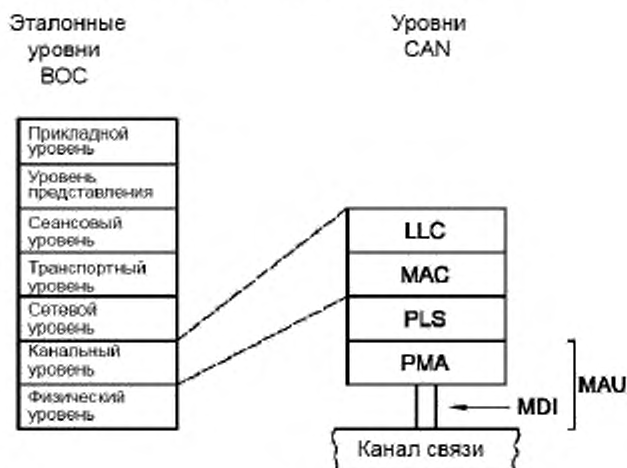 Эталонные
уровни
ВОС
Уровни
CAN
Прикладной
уровень
Уровень
представления
Сеансовый
уровень
Транспортный
уровень
Сетевой
уровень
Канальный
уровень
Физический
уровень
LLC
MAC
PLS
PMA
MDI
MAU
Канал связи